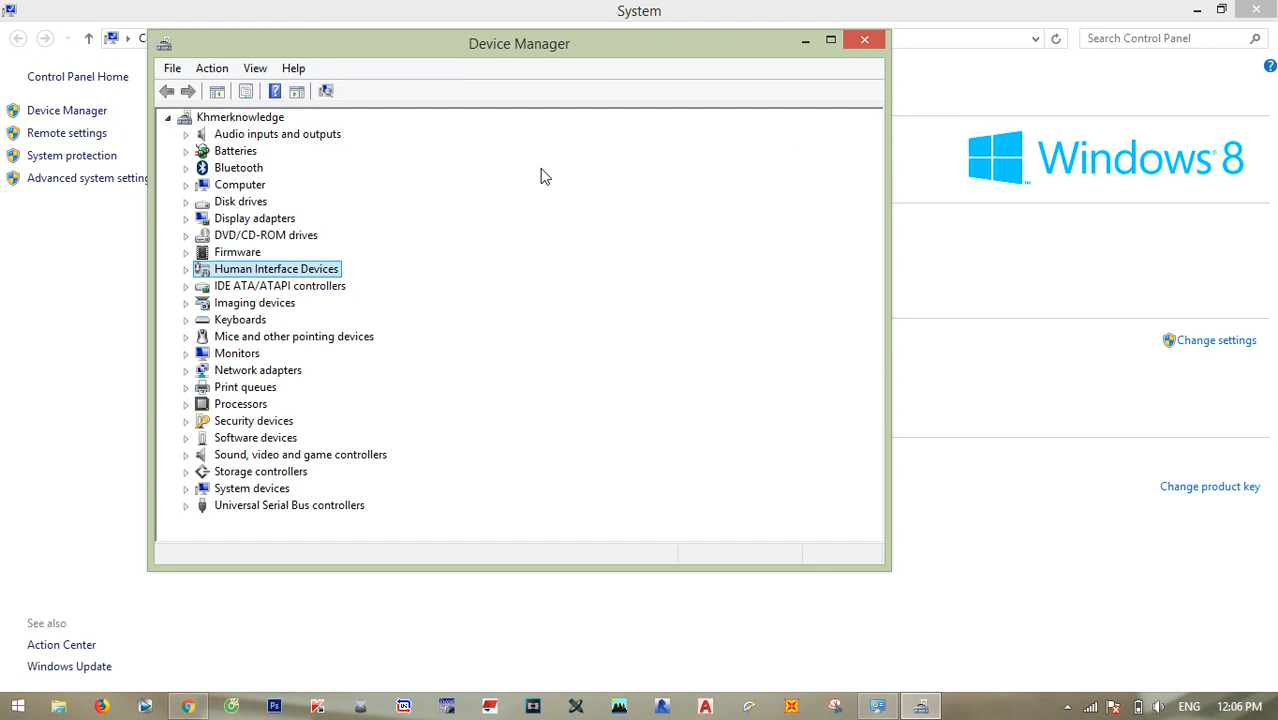 System
C
Search Control Panel
Device Manager
File Action View Help
Control Panel Home
Device Manager
Remote settings
System protection
Advanced system setting
Khmerknowledge
Audio inputs and outputs
Batteries
Bluetooth
Computer
Disk drives
Display adapters
DVD/CD-ROM drives
Firmware
Human Interface Devices
IDE ATA/ATAPI controllers
Imaging devices
Keyboards
Mice and other pointing devices
Monitors
Network adapters
Print queues
Processors
Security devices
Software devices
Sound, video and game controllers
Storage controllers
System devices
Universal Serial Bus controllers
Windows 8
Change settings
Change product key
See also
Action Center
Windows Update
ENG 12:06 PM